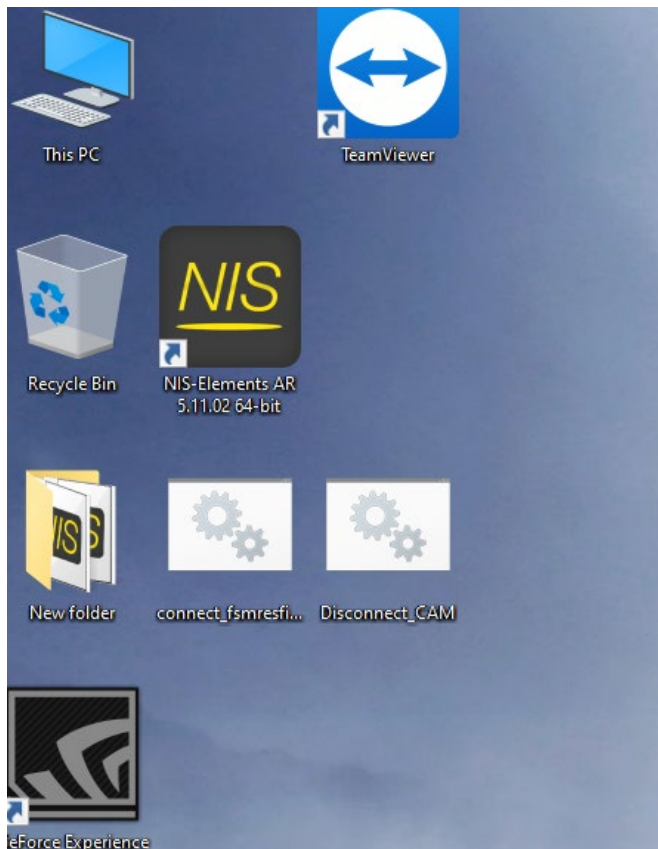 This PC
TeamViewer
NIS
Recycle Bin
NIS-Elements AR
5.11.02 64-bit
NIS
New folder
connect_fsmresfi...
Disconnect_CAM
eForce Experience